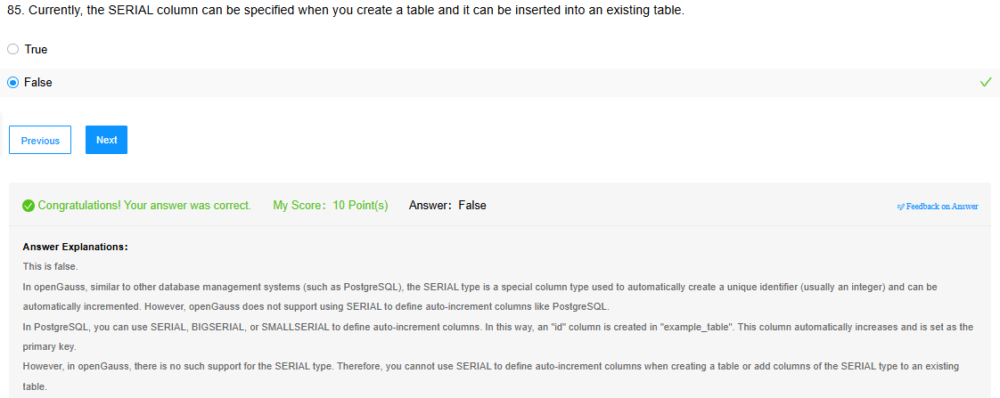 85. Currently, the SERIAL column can be specified when you create a table and it can be inserted into an existing table.
True
False
Previous
Next
Congratulations! Your answer was correct. My Score: 10 Point(s) Answer: False
Feedback on Answer
Answer Explanations:
This is false.
In openGauss, similar to other database management systems (such as PostgreSQL), the SERIAL type is a special column type used to automatically create a unique identifier (usually an integer) and can be
automatically incremented. However, openGauss does not support using SERIAL to define auto-increment columns like PostgreSQL.
In PostgreSQL, you can use SERIAL, BIGSERIAL, or SMALLSERIAL to define auto-increment columns. In this way, an "id" column is created in "example_table". This column automatically increases and is set as the
primary key.
However, in openGauss, there is no such support for the SERIAL type. Therefore, you cannot use SERIAL to define auto-increment columns when creating a table or add columns of the SERIAL type to an existing
table.